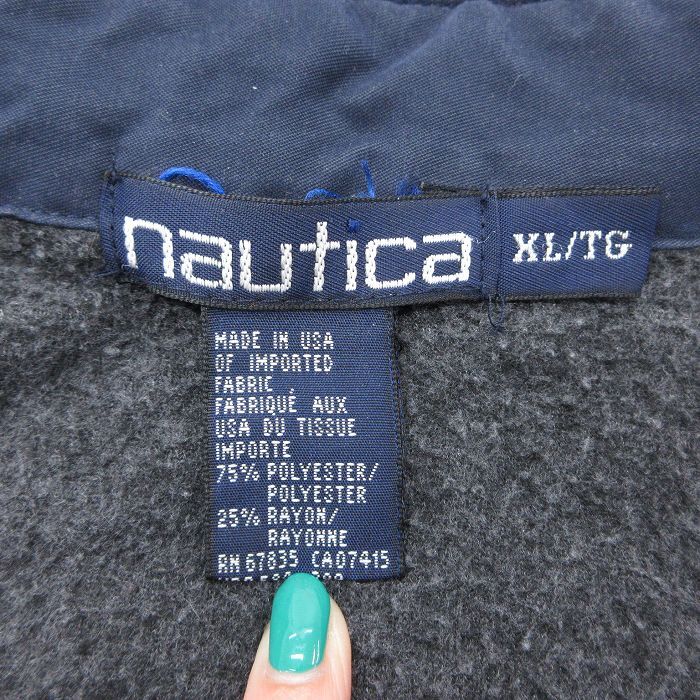 nautica
XL/TG
MADE IN USA
OF IMPORTED
FABRIC
FABRIQUÉ AUX
USA DU TISSUE
IMPORTE
75% POLYESTER/
POLYESTER
25% RAYON/
RAYONNE
RN 67835 CA07415